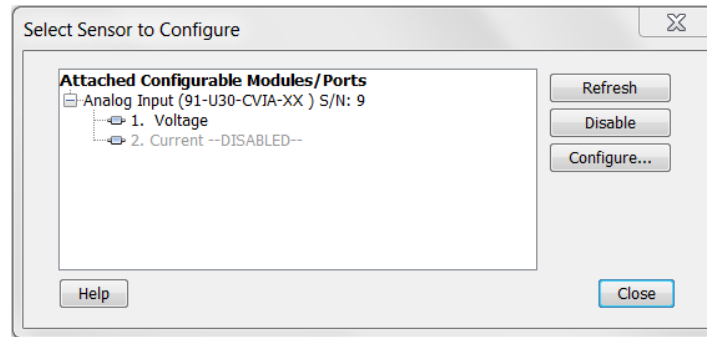 Select Sensor to Configure
Attached Configurable Modules/Ports
Analog Input (91-U30-CVIA-XX ) S/N: 9
1. Voltage
2. Current --DISABLED--
Refresh
Disable
Configure...
Help
Close